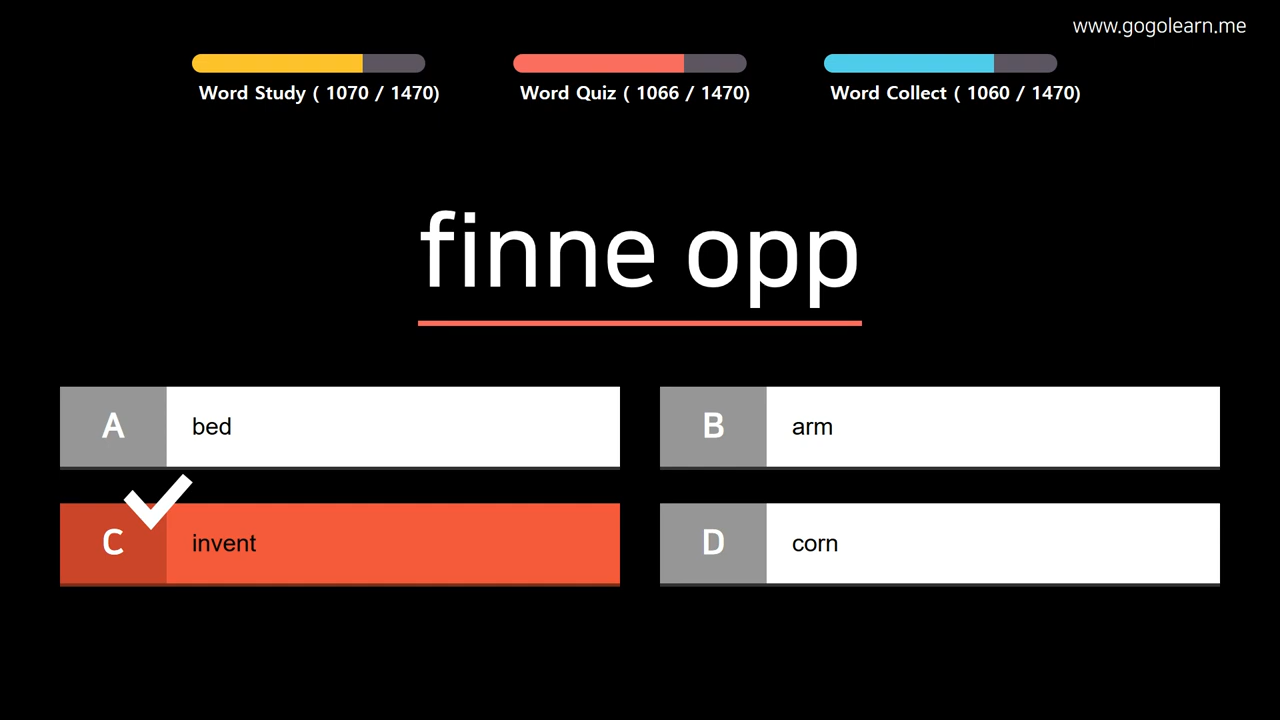 www.gogolearn.me
Word Study ( 1070 / 1470)
Word Quiz ( 1066 / 1470)
Word Collect ( 1060 / 1470)
finne opp
A bed
B arm
C invent
D corn